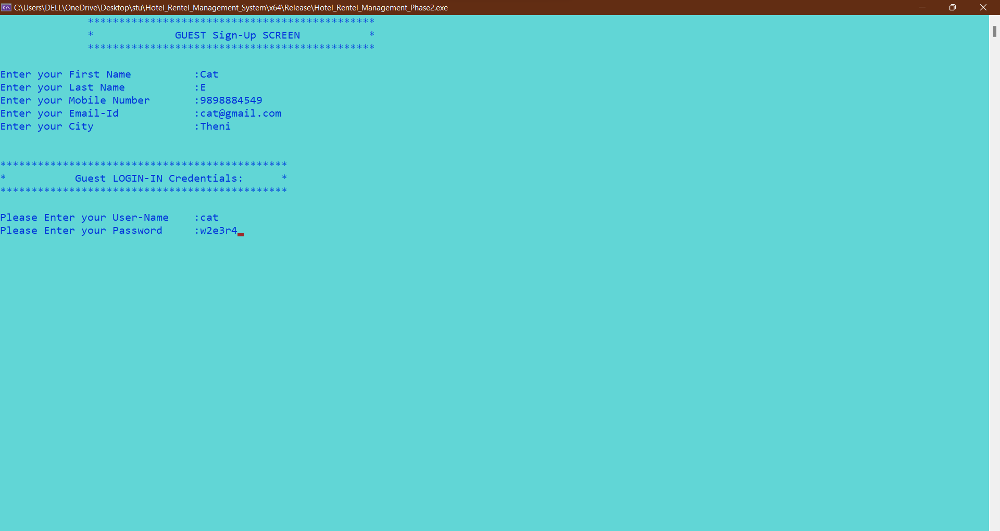 C:\Users\DELL\OneDrive\Desktop\stu\Hotel_Rentel_Management_System\x64\Release\Hotel_Rentel_Management_Phase2.exe
**********************************************
* GUEST Sign-Up SCREEN *
**********************************************
Enter your First Name :Cat
Enter your Last Name :E
Enter your Mobile Number :9898884549
Enter your Email-Id :cat@gmail.com
Enter your City :Theni
**********************************************
* Guest LOGIN-IN Credentials: *
**********************************************
Please Enter your User-Name :cat
Please Enter your Password :w2e3r4